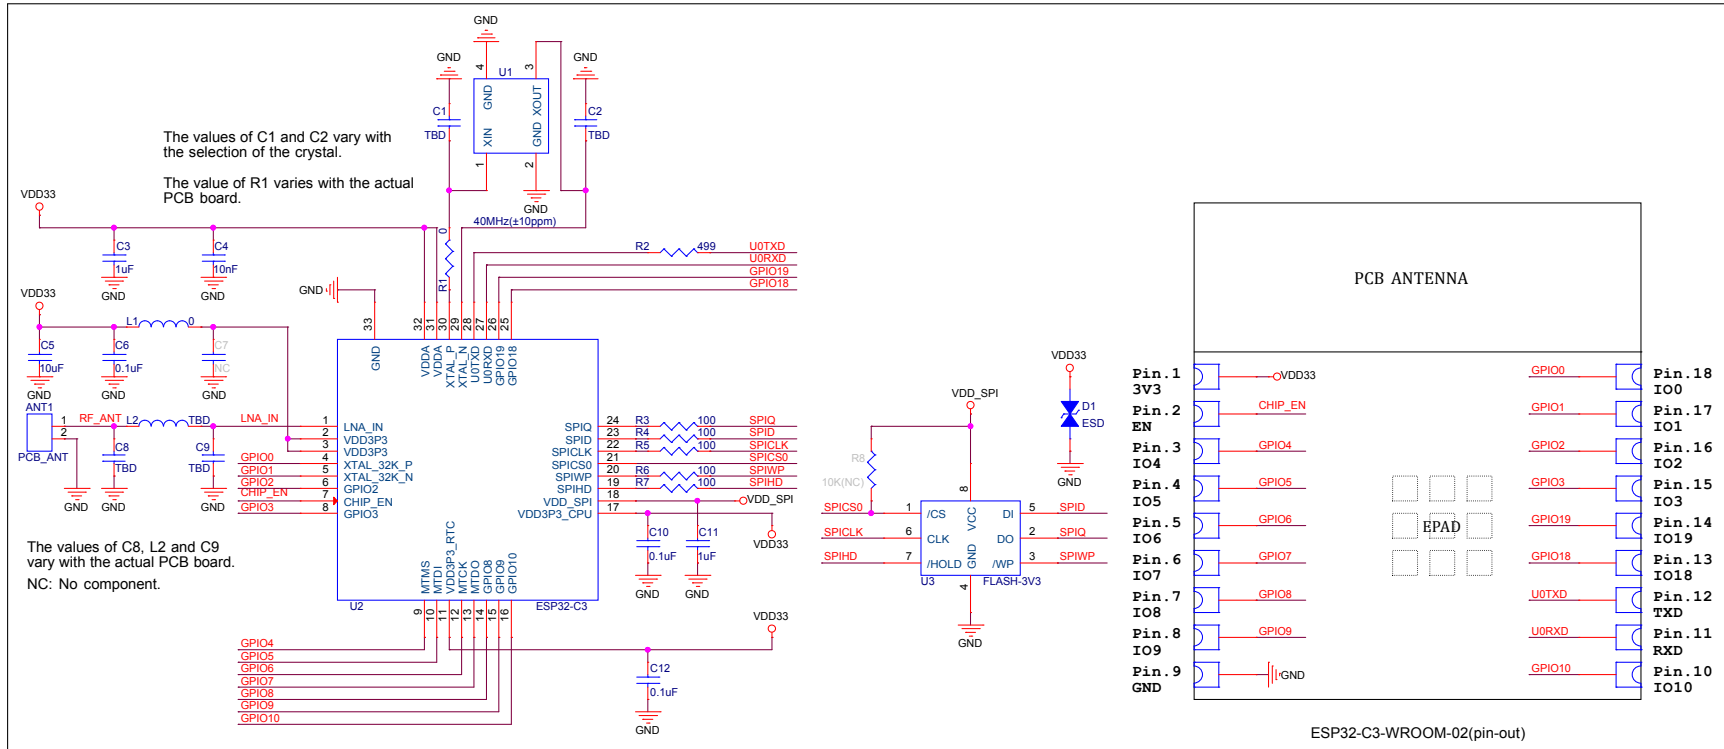 GND
GND
GND
U1
4
3
GND
XOUT
XIN
GND
1
2
C1
TBD
C2
TBD
GND
40MHz(±10ppm)
The values of C1 and C2 vary with
the selection of the crystal.
The value of R1 varies with the actual
PCB board.
VDD33
C3
1uF
GND
C4
10nF
GND
R1
0
R2
499
U0TXD
U0RXD
GPIO19
GPIO18
GND
VDD33
L1
0
C5
10uF
GND
C6
0.1uF
GND
C7
NC
GND
33
32
31
30
29
28
27
26
25
GND
VDDA
VDDA
XTAL_P
XTAL_N
U0TXD
U0RXD
GPIO19
GPIO18
ANT1
1
2
PCB_ANT
RF_ANT
L2
TBD
LNA_IN
C8
TBD
C9
TBD
GND
GND
GND
GPIO0
GPIO1
GPIO2
CHIP_EN
GPIO3
1
2
3
4
5
6
7
8
LNA_IN
VDD3P3
VDD3P3
XTAL_32K_P
XTAL_32K_N
GPIO2
CHIP_EN
GPIO3
SPIQ
SPID
SPICLK
SPICS0
SPIWP
SPIHD
VDD_SPI
VDD3P3_CPU
24
23
22
21
20
19
18
17
R3
100
SPIQ
R4
100
SPID
R5
100
SPICLK
SPICS0
R6
100
SPIWP
R7
100
SPIHD
VDD_SPI
C10
0.1uF
GND
C11
1uF
GND
VDD33
The values of C8, L2 and C9
vary with the actual PCB board.
NC: No component.
MTMS
MTDI
VDD3P3_RTC
MTCK
MTDO
GPIO8
GPIO9
GPIO10
U2
ESP32-C3
9
10
11
12
13
14
15
16
GPIO4
GPIO5
GPIO6
GPIO7
GPIO8
GPIO9
GPIO10
VDD33
C12
0.1uF
GND
VDD_SPI
R8
10K(NC)
SPICS0
SPICLK
SPIHD
1
6
7
8
/CS
CLK
/HOLD
VCC
GND
DI
DO
/WP
5
2
3
4
SPID
SPIQ
SPIWP
U3
FLASH-3V3
GND
VDD33
D1
ESD
GND
PCB ANTENNA
Pin.1
3V3
VDD33
Pin.2
EN
CHIP_EN
Pin.3
IO4
GPIO4
Pin.4
IO5
GPIO5
Pin.5
IO6
GPIO6
Pin.6
IO7
GPIO7
Pin.7
IO8
GPIO8
Pin.8
IO9
GPIO9
Pin.9
GND
GND
EPAD
GPIO0
Pin.18
IO0
GPIO1
Pin.17
IO1
GPIO2
Pin.16
IO2
GPIO3
Pin.15
IO3
GPIO19
Pin.14
IO19
GPIO18
Pin.13
IO18
U0TXD
Pin.12
TXD
U0RXD
Pin.11
RXD
GPIO10
Pin.10
IO10
ESP32-C3-WROOM-02(pin-out)